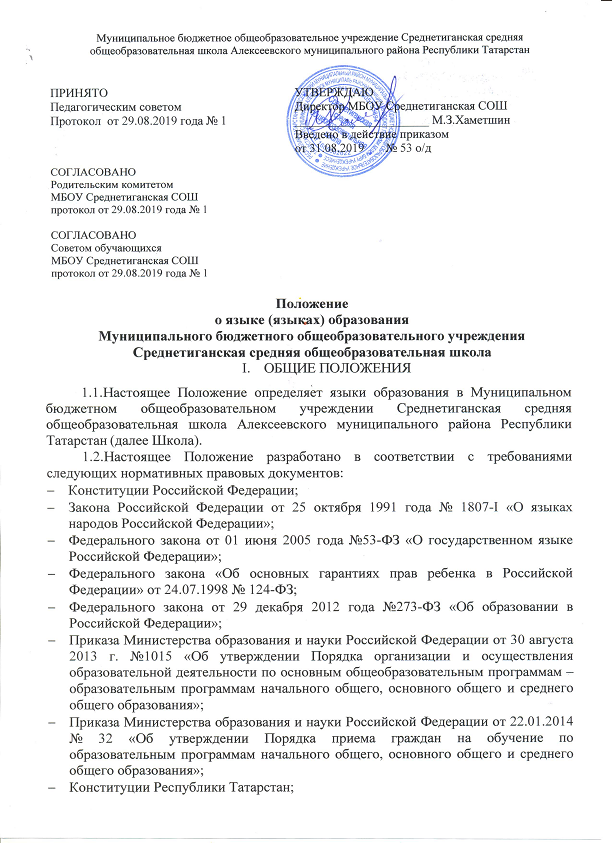 Муниципальное бюджетное общеобразовательное учреждение Среднетиганская средняя
общеобразовательная школа Алексеевского муниципального района Республики Татарстан
ПРИНЯТО
Педагогическим советом
Протокол от 29.08.2019 года № 1
УТВЕРЖДАЮ
Директор МБОУ Среднетиганская СОШ
М.З.Хаметшин
Введено в действие приказом
от 31.08.2019 № 53 о/д
СОГЛАСОВАНО
Родительским комитетом
МБОУ Среднетиганская СОШ
протокол от 29.08.2019 года № 1
СОГЛАСОВАНО
Советом обучающихся
МБОУ Среднетиганская СОШ
протокол от 29.08.2019 года № 1
Положение
о языке (языках) образования
Муниципального бюджетного общеобразовательного учреждения
Среднетиганская средняя общеобразовательная школа
I. ОБЩИЕ ПОЛОЖЕНИЯ
1.1.Настоящее Положение определяет языки образования в Муниципальном
бюджетном общеобразовательном учреждении Среднетиганская средняя
общеобразовательная школа Алексеевского муниципального района Республики
Татарстан (далее Школа).
1.2.Настоящее Положение разработано в соответствии с требованиями
следующих нормативных правовых документов:
– Конституции Российской Федерации;
– Закона Российской Федерации от 25 октября 1991 года № 1807-I «О языках
народов Российской Федерации»;
– Федерального закона от 01 июня 2005 года №53-ФЗ «О государственном языке
Российской Федерации»;
– Федерального закона «Об основных гарантиях прав ребенка в Российской
Федерации» от 24.07.1998 № 124-ФЗ;
– Федерального закона от 29 декабря 2012 года №273-ФЗ «Об образовании в
Российской Федерации»;
– Приказа Министерства образования и науки Российской Федерации от 30 августа
2013 г. №1015 «Об утверждении Порядка организации и осуществления
образовательной деятельности по основным общеобразовательным программам –
образовательным программам начального общего, основного общего и среднего
общего образования»;
– Приказа Министерства образования и науки Российской Федерации от 22.01.2014
№ 32 «Об утверждении Порядка приема граждан на обучение по
образовательным программам начального общего, основного общего и среднего
общего образования»;
– Конституции Республики Татарстан;